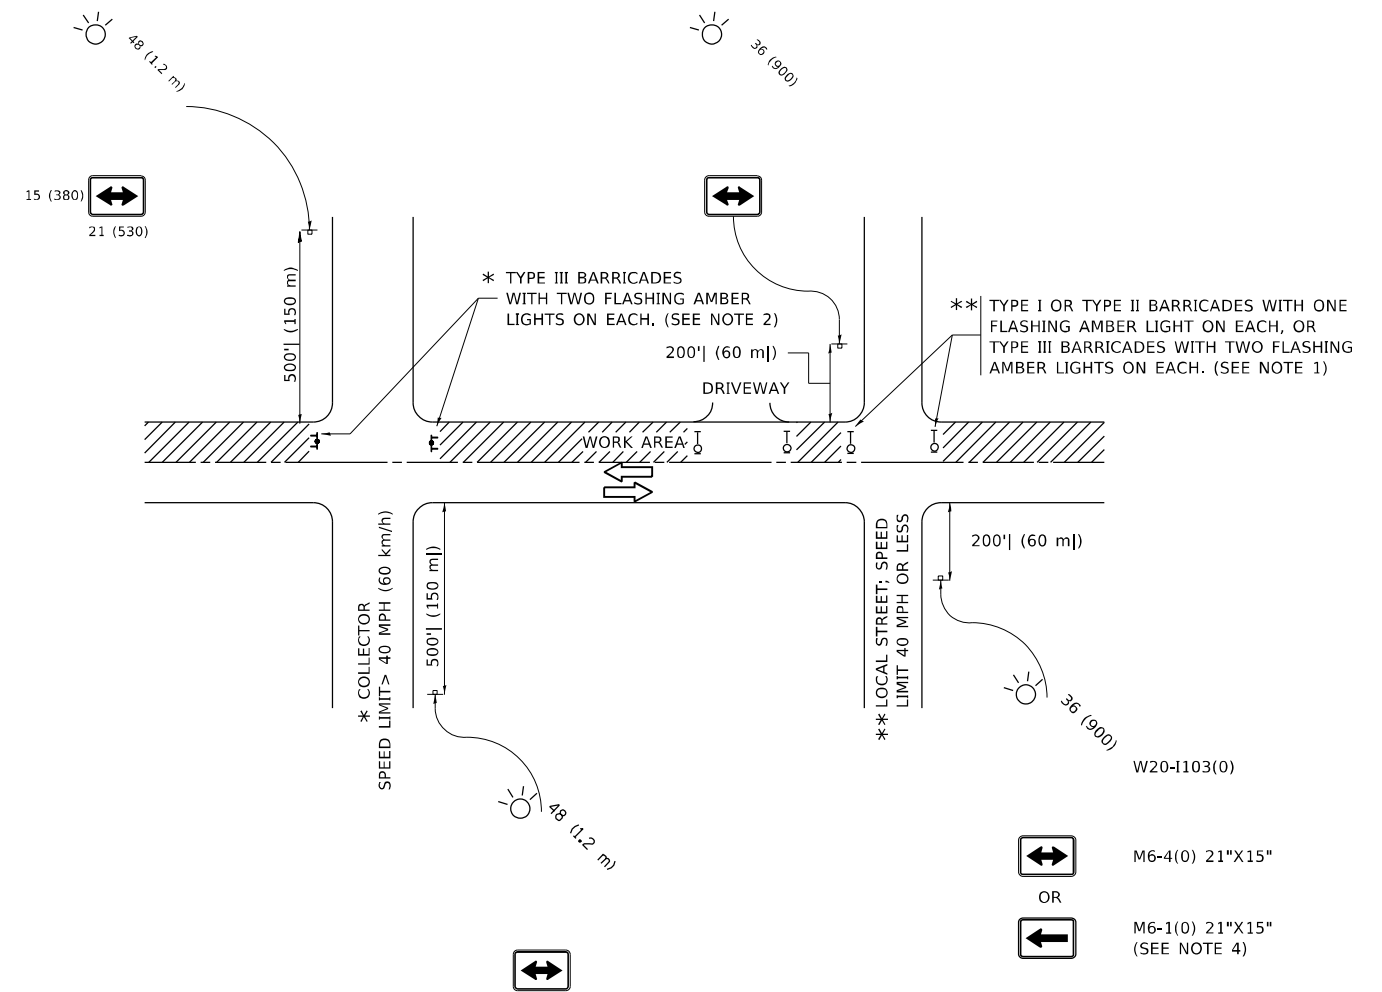 48 (1.2 m)
36 (900)
15 (380)
21 (530)
500'| (150 m)
* TYPE III BARRICADES
WITH TWO FLASHING AMBER
LIGHTS ON EACH. (SEE NOTE 2)
200'| (60 m|)
DRIVEWAY
** TYPE I OR TYPE II BARRICADES WITH ONE
FLASHING AMBER LIGHT ON EACH, OR
TYPE III BARRICADES WITH TWO FLASHING
AMBER LIGHTS ON EACH. (SEE NOTE 1)
WORK AREA
* COLLECTOR
SPEED LIMIT> 40 MPH (60 km/h)
500'| (150 m|)
** LOCAL STREET; SPEED
LIMIT 40 MPH OR LESS
200'| (60 m|)
48 (1.2 m)
36 (900)
W20-I103(0)
M6-4(0) 21"X15"
OR
M6-1(0) 21"X15"
(SEE NOTE 4)